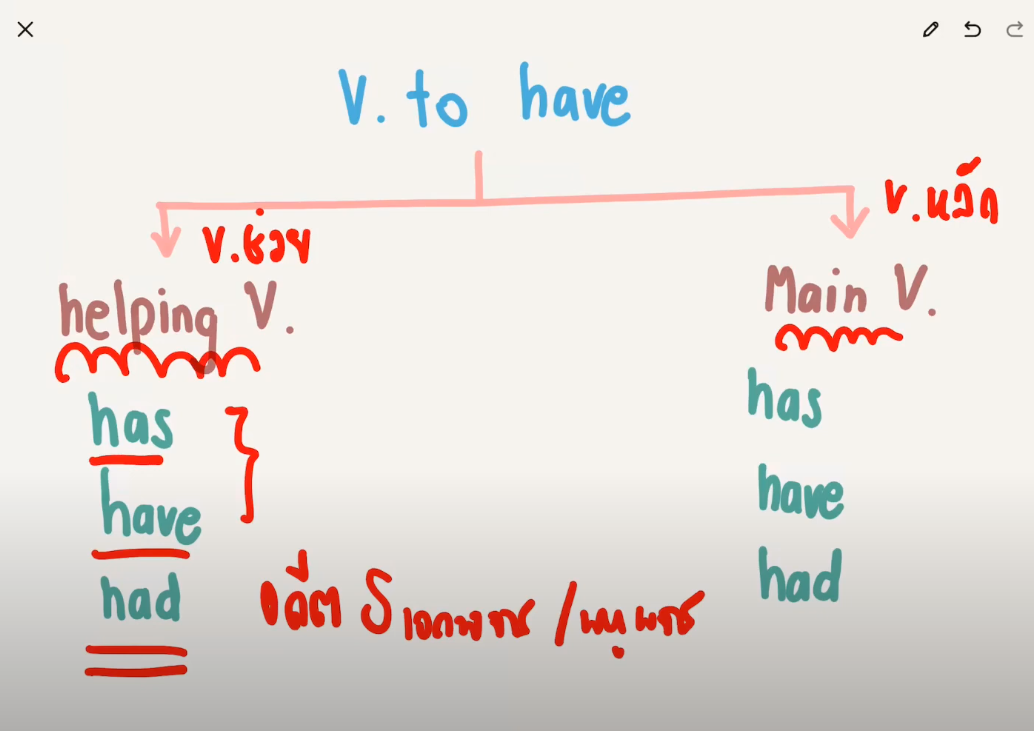 V. to have
V.ช่วย
V.หลัก
helping V.
Main V.
has
has
have
have
had
had
อดีต S เอกพจน์ / พหูพจน์